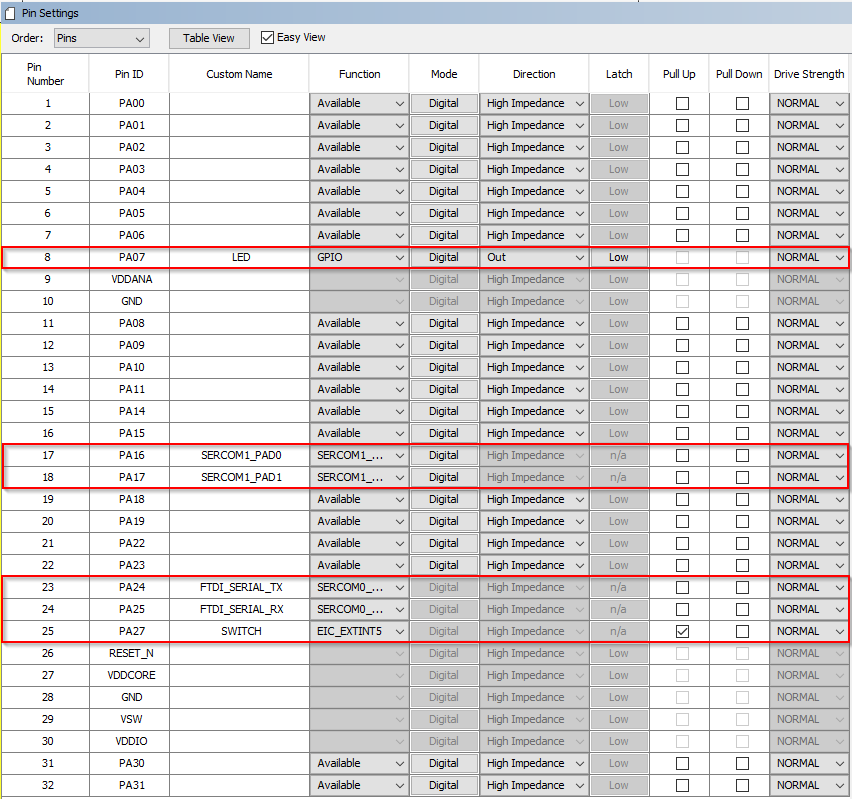 Pin Settings
Order: Pins Table View Easy View
Pin Number Pin ID Custom Name Function Mode Direction Latch Pull Up Pull Down Drive Strength
1 PA00 Available Digital High Impedance Low NORMAL
2 PA01 Available Digital High Impedance Low NORMAL
3 PA02 Available Digital High Impedance Low NORMAL
4 PA03 Available Digital High Impedance Low NORMAL
5 PA04 Available Digital High Impedance Low NORMAL
6 PA05 Available Digital High Impedance Low NORMAL
7 PA06 Available Digital High Impedance Low NORMAL
8 PA07 LED GPIO Digital Out Low NORMAL
9 VDDANA Digital High Impedance Low NORMAL
10 GND Digital High Impedance Low NORMAL
11 PA08 Available Digital High Impedance Low NORMAL
12 PA09 Available Digital High Impedance Low NORMAL
13 PA10 Available Digital High Impedance Low NORMAL
14 PA11 Available Digital High Impedance Low NORMAL
15 PA14 Available Digital High Impedance Low NORMAL
16 PA15 Available Digital High Impedance Low NORMAL
17 PA16 SERCOM1_PAD0 SERCOM1_... Digital High Impedance n/a NORMAL
18 PA17 SERCOM1_PAD1 SERCOM1_... Digital High Impedance n/a NORMAL
19 PA18 Available Digital High Impedance Low NORMAL
20 PA19 Available Digital High Impedance Low NORMAL
21 PA22 Available Digital High Impedance Low NORMAL
22 PA23 Available Digital High Impedance Low NORMAL
23 PA24 FTDI_SERIAL_TX SERCOM0_... Digital High Impedance n/a NORMAL
24 PA25 FTDI_SERIAL_RX SERCOM0_... Digital High Impedance n/a NORMAL
25 PA27 SWITCH EIC_EXTINT5 Digital High Impedance n/a NORMAL
26 RESET_N Digital High Impedance Low NORMAL
27 VDDCORE Digital High Impedance Low NORMAL
28 GND Digital High Impedance Low NORMAL
29 VSW Digital High Impedance Low NORMAL
30 VDDIO Digital High Impedance Low NORMAL
31 PA30 Available Digital High Impedance Low NORMAL
32 PA31 Available Digital High Impedance Low NORMAL